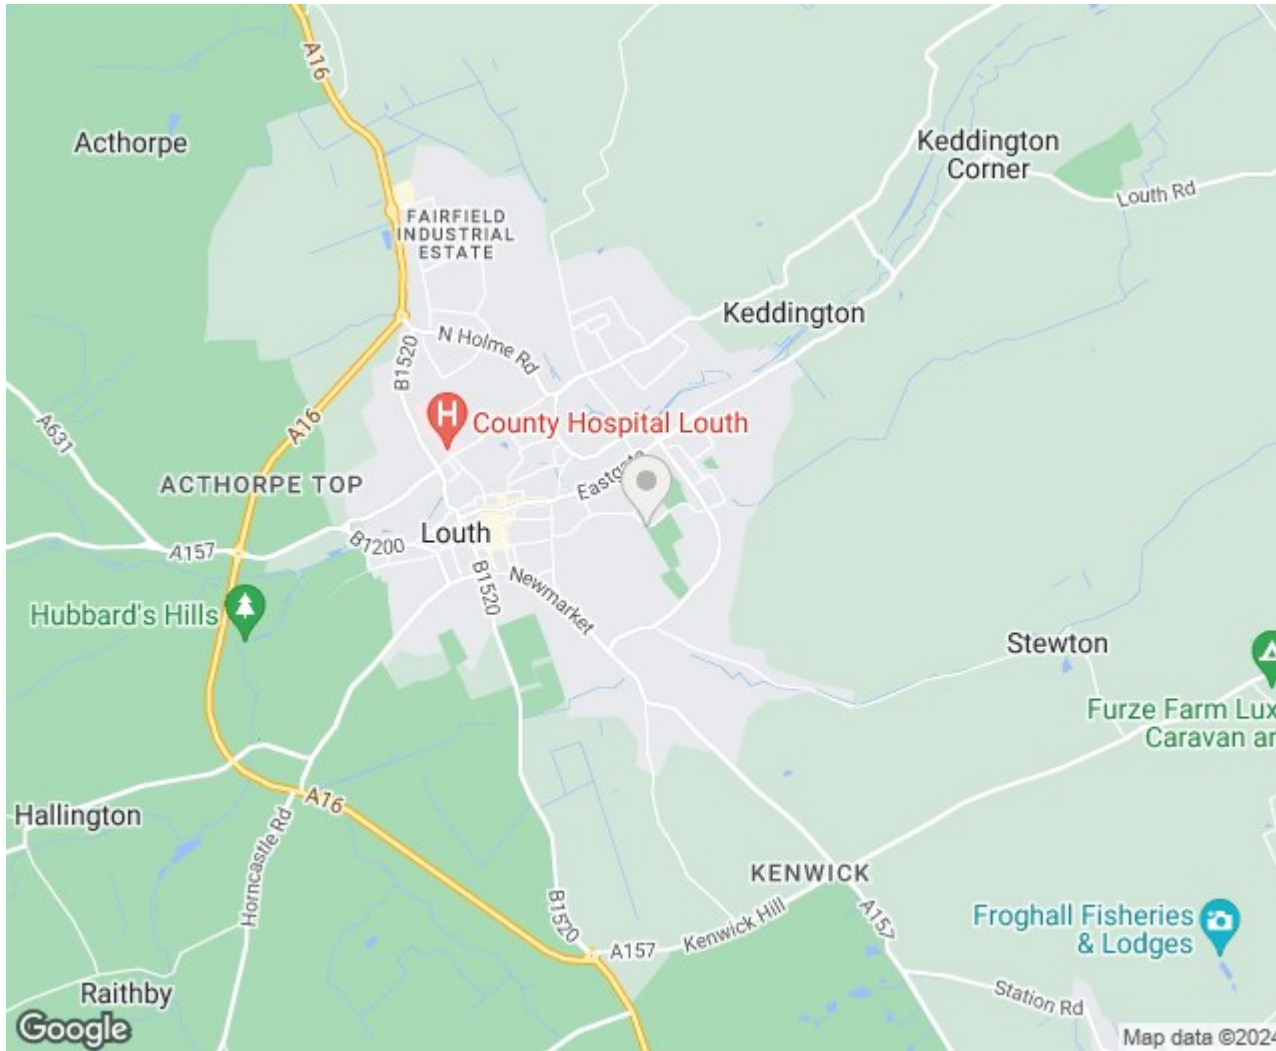 A16
Acthorpe
Keddington
Corner
Louth Rd
FAIRFIELD
INDUSTRIAL
ESTATE
Keddington
N Holme Rd
B1520
A16
A631
H
County Hospital Louth
ACTHORPE TOP
Eastgate
Louth
B1200
A157
B1520
Newmarket
Hubbard's Hills
Stewton
Furze Farm Lux
Caravan an
A16
Hallington
Horncastle Rd
KENWICK
B1520
A157
Kenwick Hill
A157
Froghall Fisheries
& Lodges
Raithby
Station Rd
Google
Map data ©2024